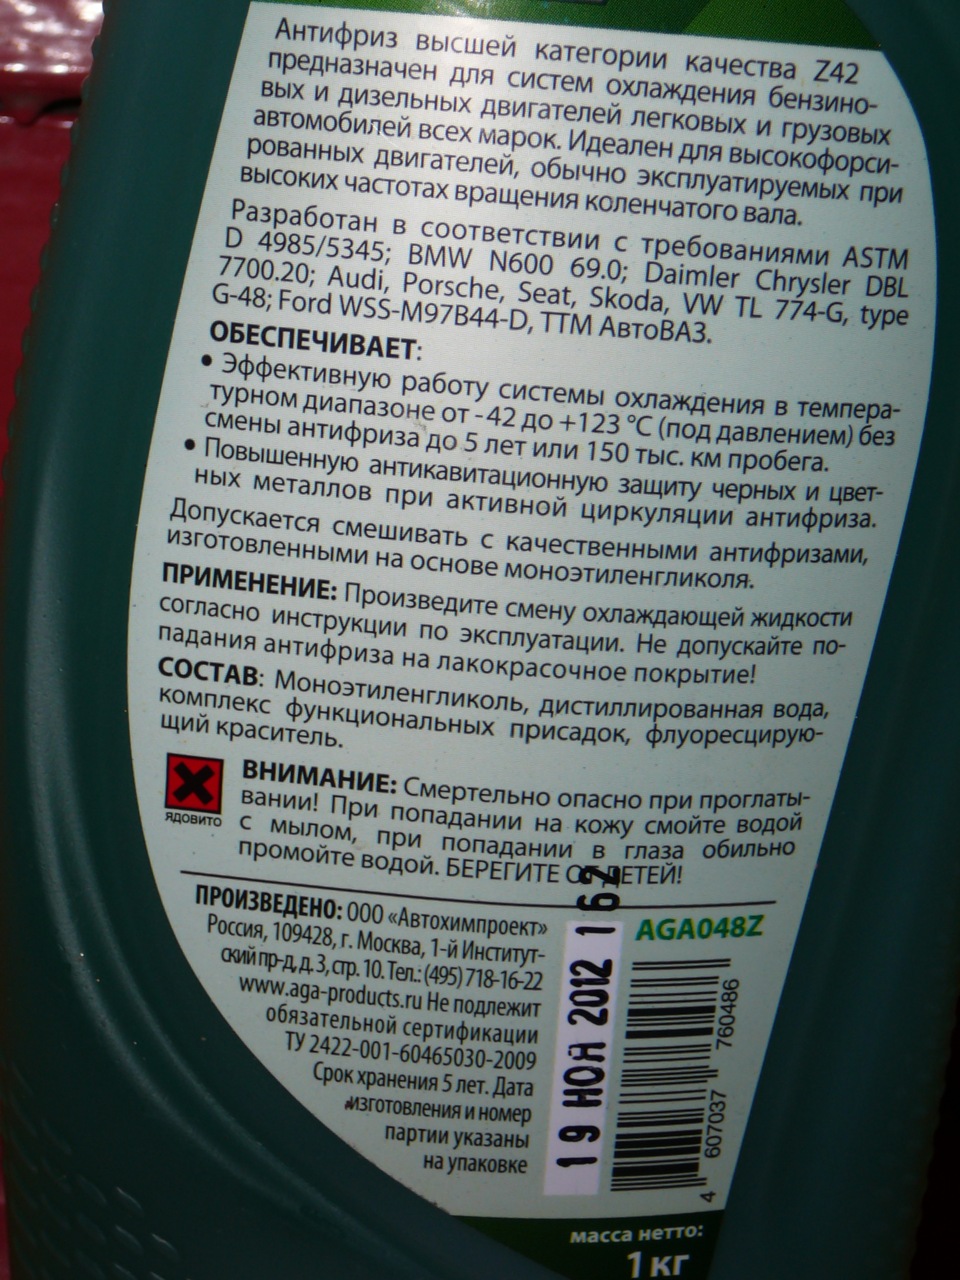 Антифриз высшей категории качества Z42
предназначен для систем охлаждения бензино-
вых и дизельных двигателей легковых и грузовых
автомобилей всех марок. Идеален для высокофорси-
рованных двигателей, обычно эксплуатируемых при
высоких частотах вращения коленчатого вала.
Разработан в соответствии с требованиями ASTM
D 4985/5345; BMW N600 69.0; Daimler Chrysler DBL
7700.20; Audi, Porsche, Seat, Skoda, VW TL 774-G, type
G-48; Ford WSS-M97B44-D, ТТМ АвтоВАЗ.
ОБЕСПЕЧИВАЕТ:
• Эффективную работу системы охлаждения в темпера-
турном диапазоне от -42 до +123 °C (под давлением) без
смены антифриза до 5 лет или 150 тыс. км пробега.
• Повышенную антикавитационную защиту черных и цвет-
ных металлов при активной циркуляции антифриза.
Допускается смешивать с качественными антифризами,
изготовленными на основе моноэтиленгликоля.
ПРИМЕНЕНИЕ: Произведите смену охлаждающей жидкости
согласно инструкции по эксплуатации. Не допускайте по-
падания антифриза на лакокрасочное покрытие!
СОСТАВ: Моноэтиленгликоль, дистиллированная вода,
комплекс функциональных присадок, флуоресцирую-
щий краситель.
ВНИМАНИЕ: Смертельно опасно при проглаты-
вании! При попадании на кожу смойте водой
с мылом, при попадании в глаза обильно
промойте водой. БЕРЕГИТЕ ОТ ДЕТЕЙ!
ЯДОВИТО
ПРОИЗВЕДЕНО: ООО «Автохимпроект»
Россия, 109428, г. Москва, 1-й Институт-
ский пр-д, д. 3, стр. 10. Тел.: (495) 718-16-22
www.aga-products.ru Не подлежит
обязательной сертификации
ТУ 2422-001-60465030-2009
Срок хранения 5 лет. Дата
изготовления и номер
партии указаны
на упаковке
19 НОЯ 2012 162
AGA048Z
4 607037 760486
масса нетто:
1 кг